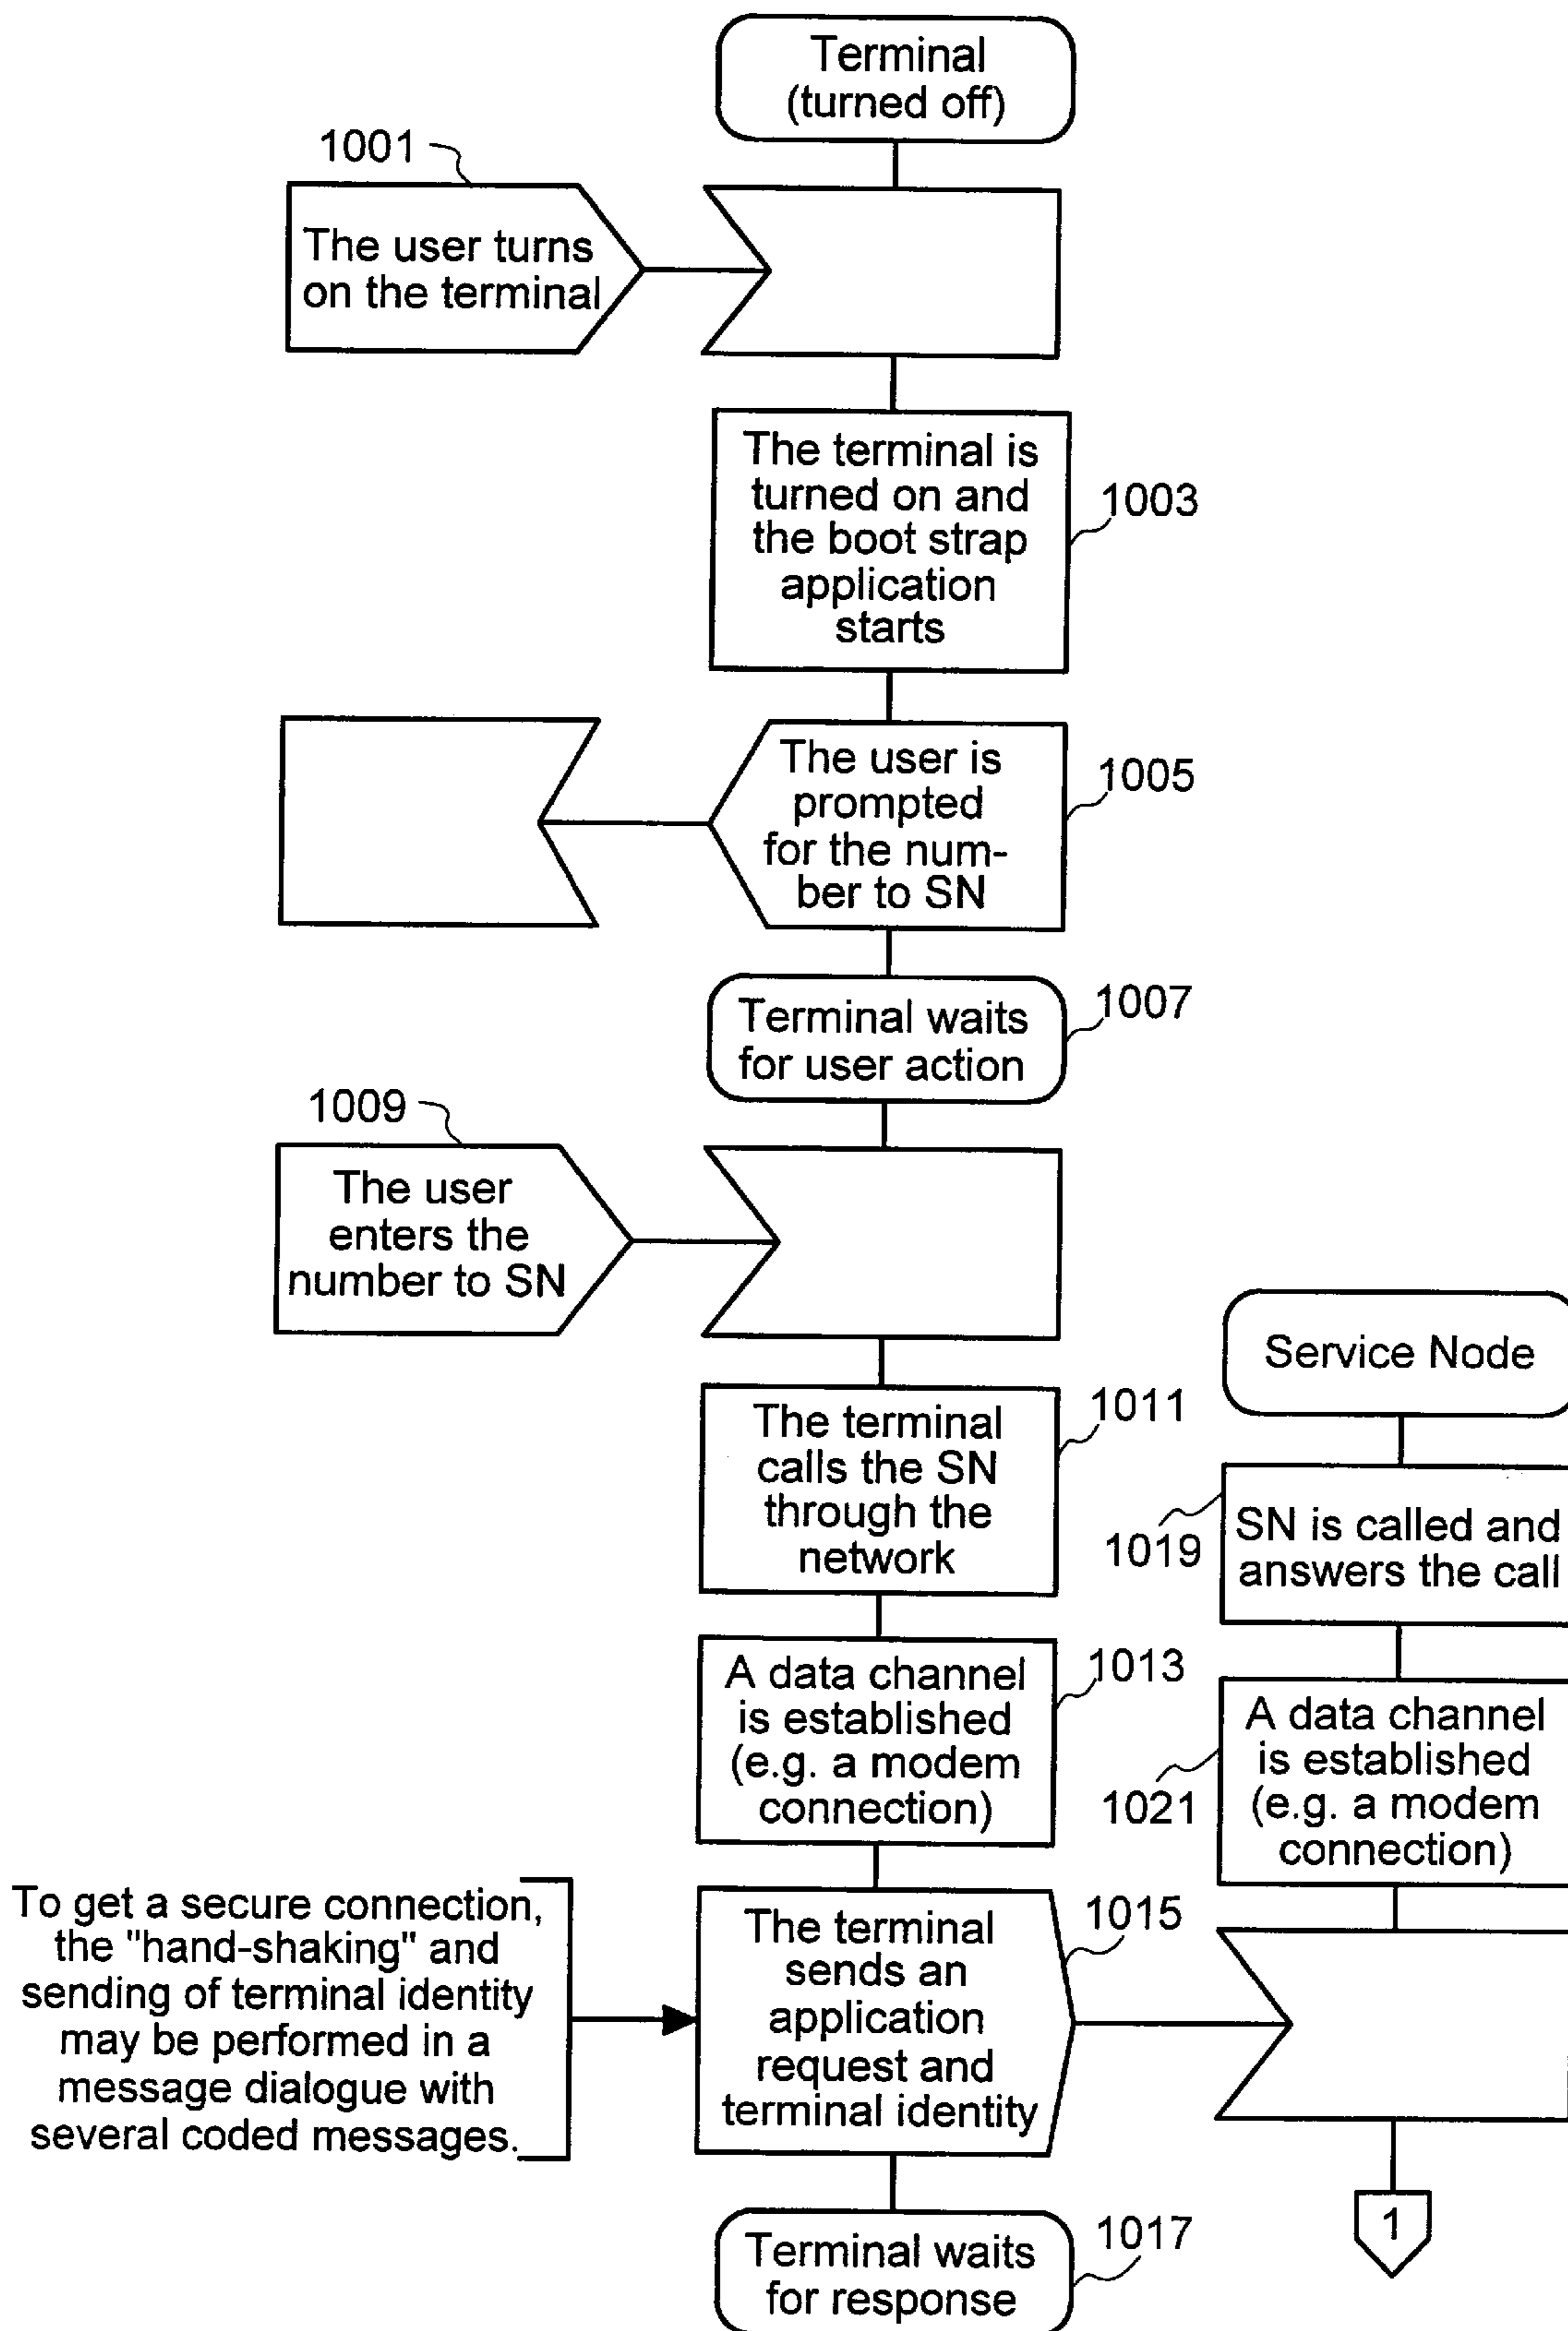 Terminal
(turned off)
1001
The user turns
on the terminal
The terminal is
turned on and
the boot strap
application
starts
1003
The user is
prompted
for the num-
ber to SN
1005
Terminal waits
for user action
1007
1009
The user
enters the
number to SN
The terminal
calls the SN
through the
network
1011
A data channel
is established
(e.g. a modem
connection)
1013
To get a secure connection,
the "hand-shaking" and
sending of terminal identity
may be performed in a
message dialogue with
several coded messages.
The terminal
sends an
application
request and
terminal identity
1015
Terminal waits
for response
1017
Service Node
SN is called and
answers the call
1019
A data channel
is established
(e.g. a modem
connection)
1021
1